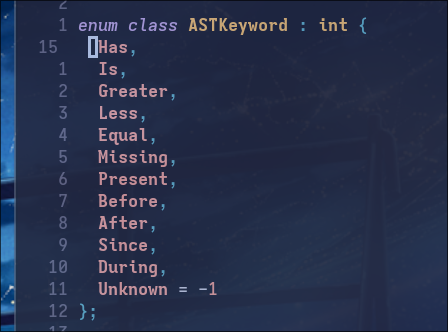 2
1 enum class ASTKeyword : int {
15 Has,
1 Is,
2 Greater,
3 Less,
4 Equal,
5 Missing,
6 Present,
7 Before,
8 After,
9 Since,
10 During,
11 Unknown = -1
12 };
13